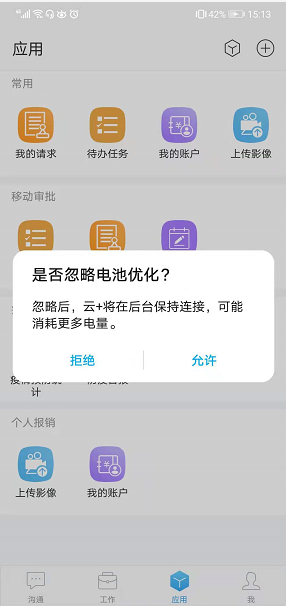 42% 15:13
应用
常用
我的请求 待办任务 我的账户 上传影像
移动审批
是否忽略电池优化？
忽略后，云+将在后台保持连接，可能
消耗更多电量。
拒绝 允许
计
个人报销
上传影像 我的账户
沟通 工作 应用 我